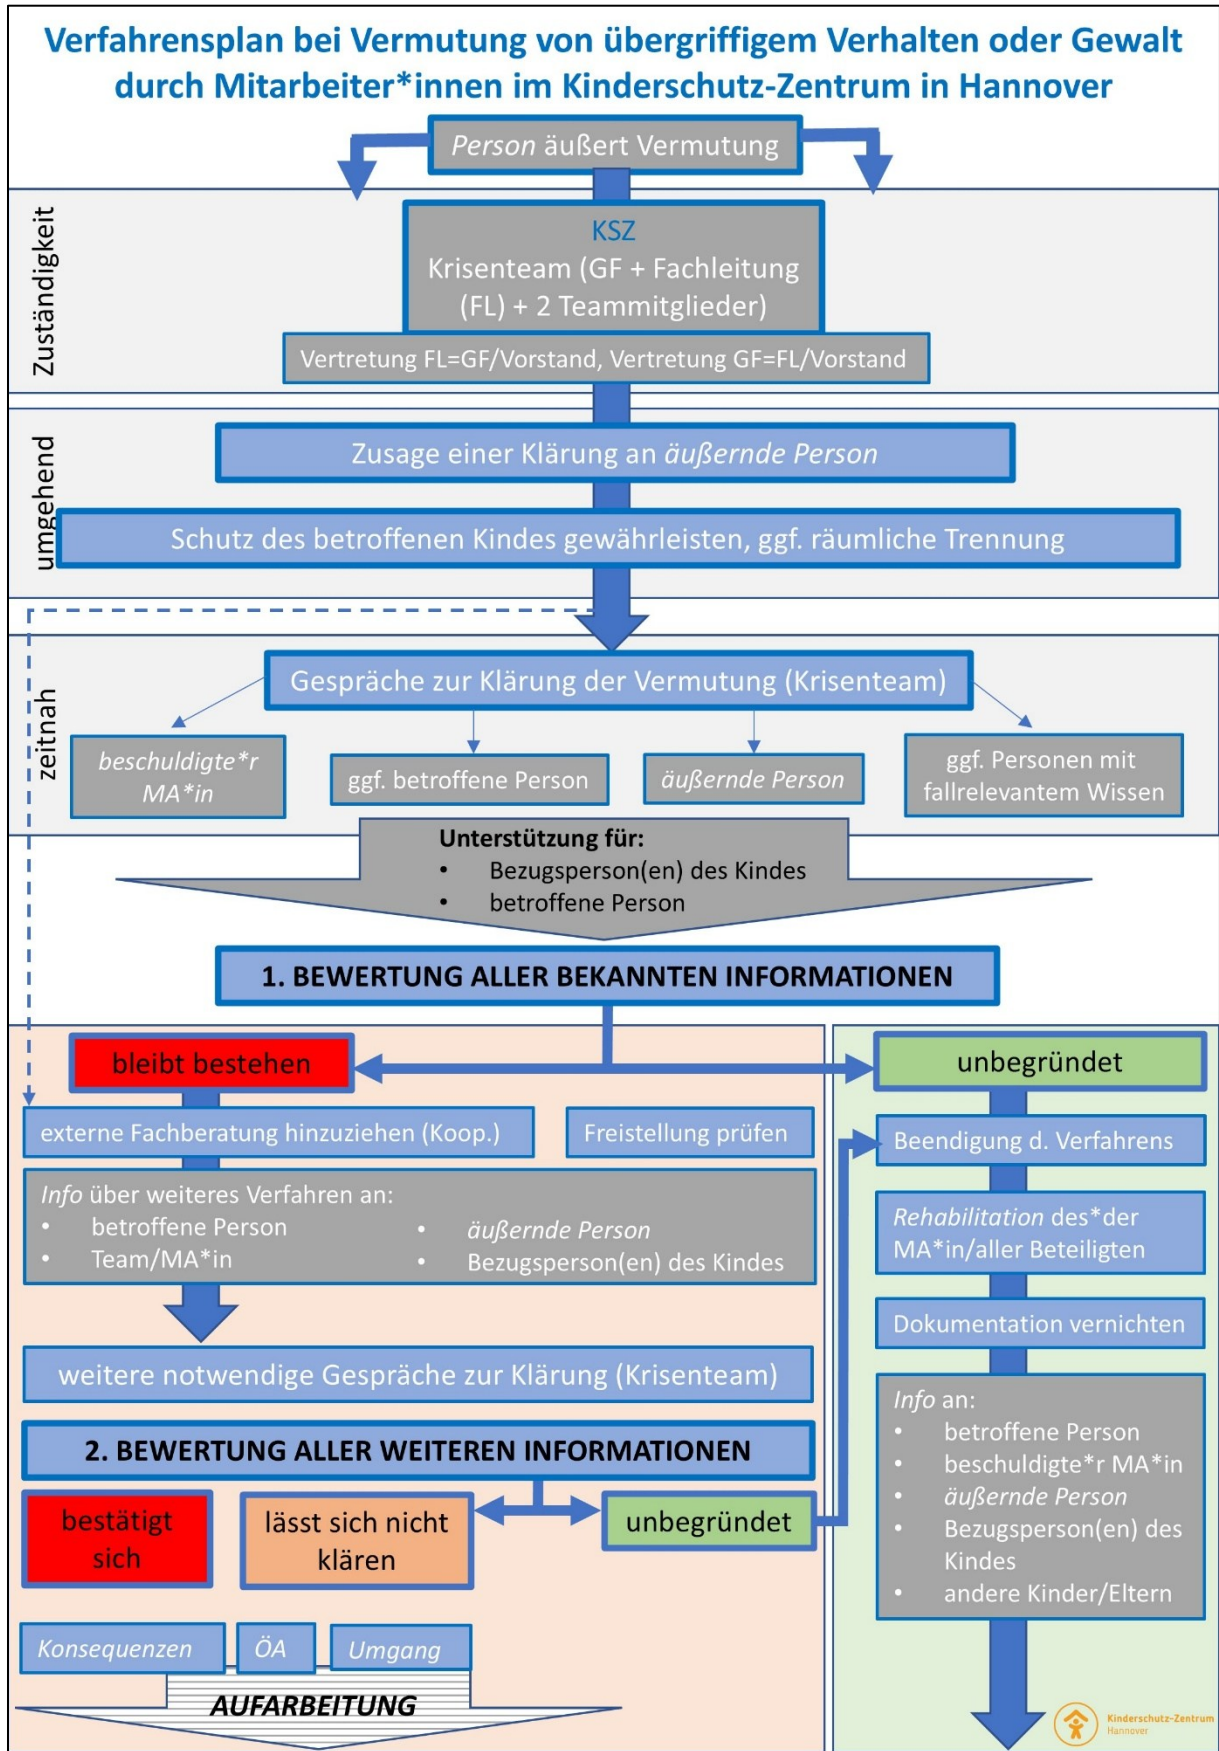 Verfahrensplan bei Vermutung von übergriffigem Verhalten oder Gewalt
durch Mitarbeiter*innen im Kinderschutz-Zentrum in Hannover
Person äußert Vermutung
Zuständigkeit
KSZ
Krisenteam (GF + Fachleitung
(FL) + 2 Teammitglieder)
Vertretung FL=GF/Vorstand, Vertretung GF=FL/Vorstand
umgehend
Zusage einer Klärung an äußernde Person
Schutz des betroffenen Kindes gewährleisten, ggf. räumliche Trennung
zeitnah
Gespräche zur Klärung der Vermutung (Krisenteam)
beschuldigte*r
MA*in
ggf. betroffene Person
äußernde Person
ggf. Personen mit
fallrelevantem Wissen
Unterstützung für:
• Bezugsperson(en) des Kindes
• betroffene Person
1. BEWERTUNG ALLER BEKANNTEN INFORMATIONEN
bleibt bestehen
externe Fachberatung hinzuziehen (Koop.)
Freistellung prüfen
Info über weiteres Verfahren an:
• betroffene Person
• Team/MA*in
• äußernde Person
• Bezugsperson(en) des Kindes
weitere notwendige Gespräche zur Klärung (Krisenteam)
2. BEWERTUNG ALLER WEITEREN INFORMATIONEN
bestätigt
sich
lässt sich nicht
klären
unbegründet
Konsequenzen
ÖA
Umgang
AUFARBEITUNG
unbegründet
Beendigung d. Verfahrens
Rehabilitation des*der
MA*in/aller Beteiligten
Dokumentation vernichten
Info an:
• betroffene Person
• beschuldigte*r MA*in
• äußernde Person
• Bezugsperson(en) des
Kindes
• andere Kinder/Eltern
Kinderschutz-Zentrum
Hannover